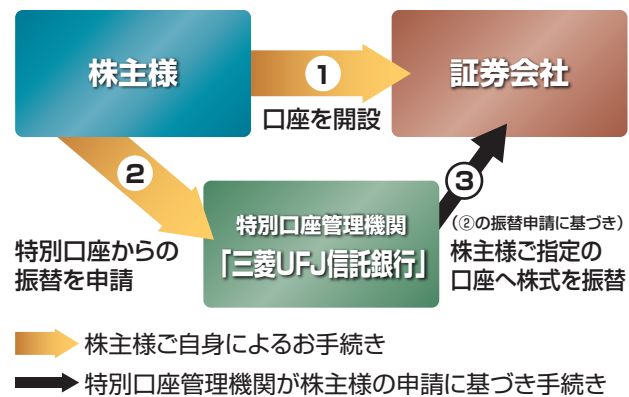 株主様
①
証券会社
口座を開設
②
③
特別口座管理機関
「三菱UFJ信託銀行」
特別口座からの
振替を申請
（②の振替申請に基づき）
株主様ご指定の
口座へ株式を振替
株主様ご自身によるお手続き
特別口座管理機関が株主様の申請に基づき手続き